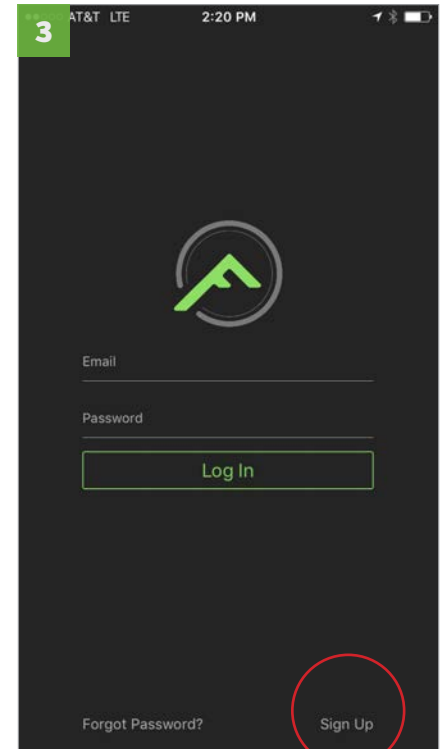 3
AT&T LTE 2:20 PM
Email
Password
Log In
Forgot Password? Sign Up